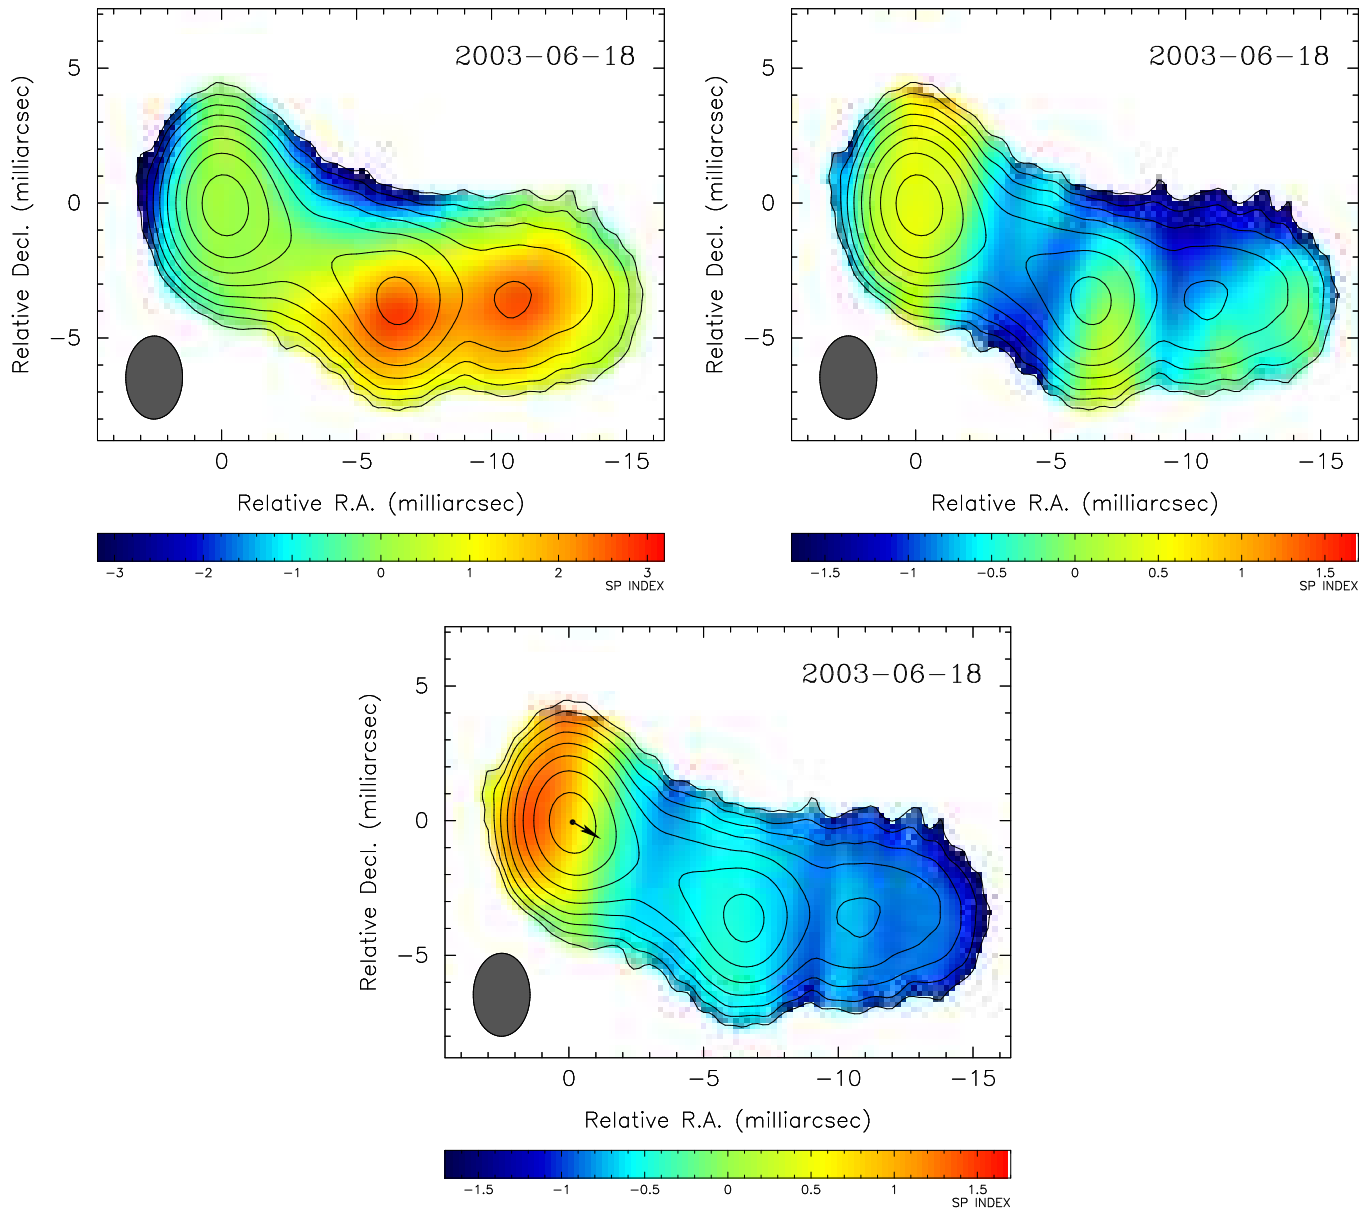 2003-06-18
5
0
-5
Relative Decl. (milliarcsec)
0 -5 -10 -15
Relative R.A. (milliarcsec)
-3 -2 -1 0 1 2 3
SP INDEX
2003-06-18
5
0
-5
Relative Decl. (milliarcsec)
0 -5 -10 -15
Relative R.A. (milliarcsec)
-1.5 -1 -0.5 0 0.5 1 1.5
SP INDEX
2003-06-18
5
0
-5
Relative Decl. (milliarcsec)
0 -5 -10 -15
Relative R.A. (milliarcsec)
-1.5 -1 -0.5 0 0.5 1 1.5
SP INDEX